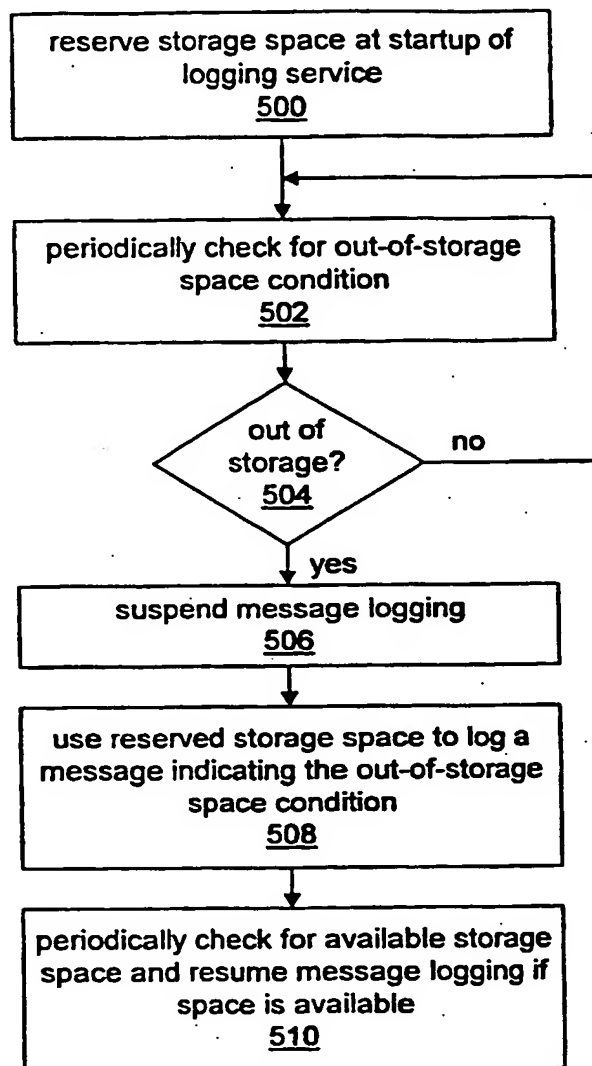 reserve storage space at startup of
logging service
500
periodically check for out-of-storage
space condition
502
out of
storage?
504
no
yes
suspend message logging
506
use reserved storage space to log a
message indicating the out-of-storage
space condition
508
periodically check for available storage
space and resume message logging if
space is available
510